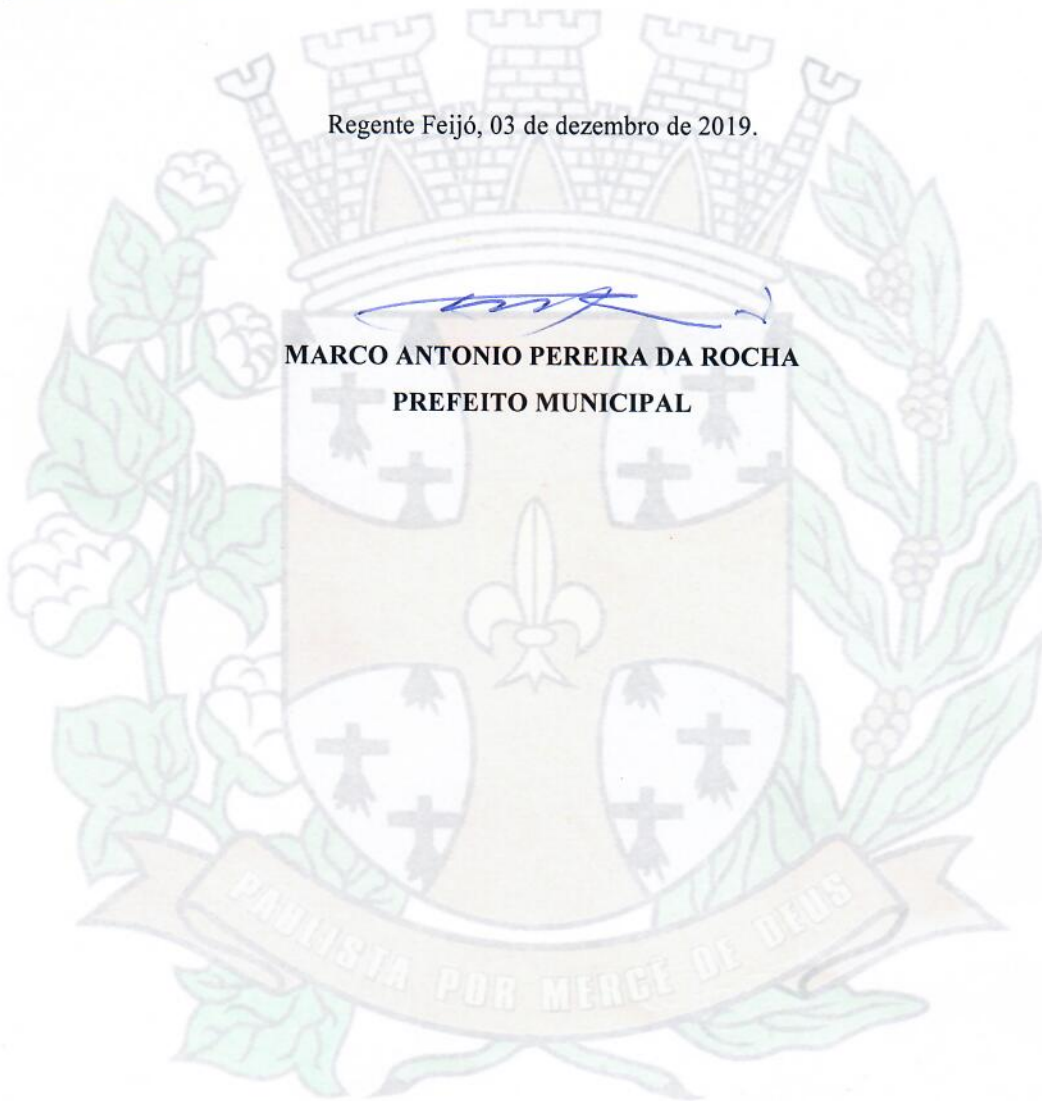 Regente Feijó, 03 de dezembro de 2019.
MARCO ANTONIO PEREIRA DA ROCHA
PREFEITO MUNICIPAL
PAULISTA POR MERCÊ DE DEUS